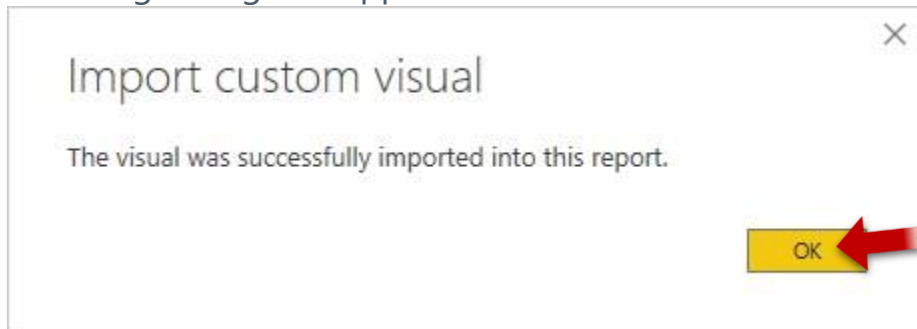 Import custom visual
The visual was successfully imported into this report.
OK